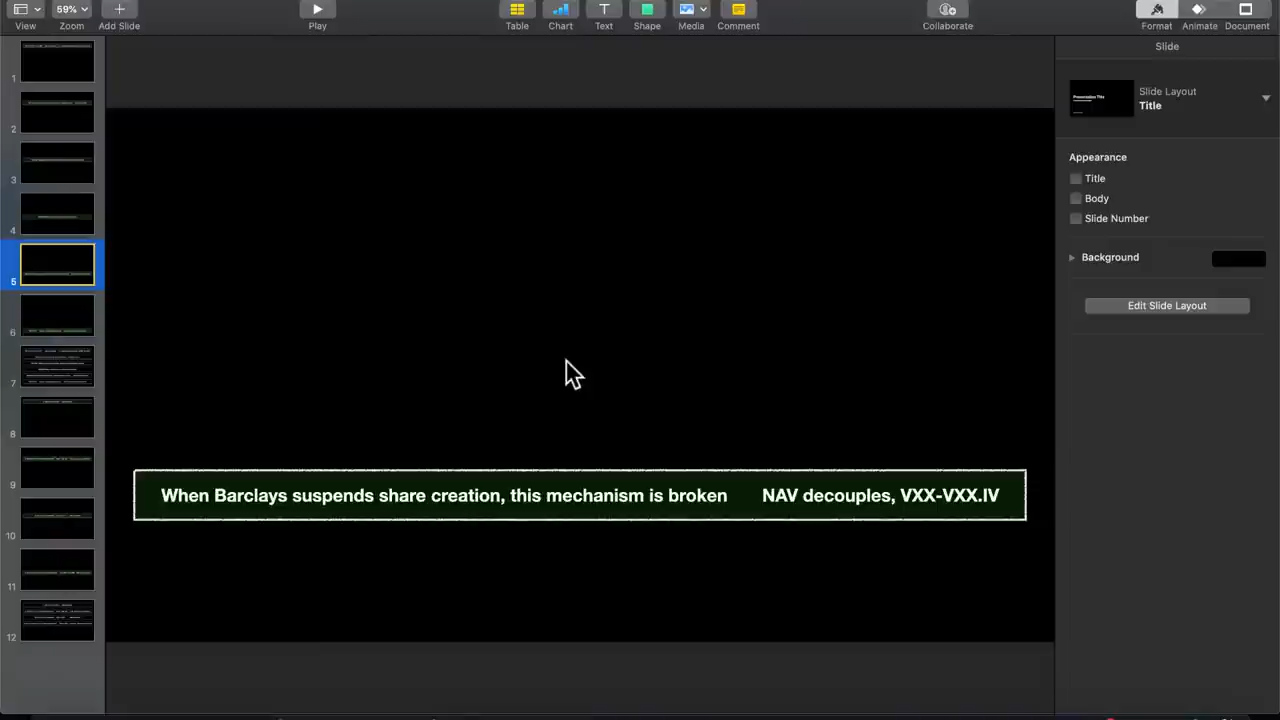 View
59%
Zoom
Add Slide
Play
Table
Chart
Text
Shape
Media
Comment
Collaborate
Format
Animate
Document
Slide
Slide Layout
Title
Appearance
Title
Body
Slide Number
Background
Edit Slide Layout
1
2
3
4
5
6
7
8
9
10
11
12
When Barclays suspends share creation, this mechanism is broken NAV decouples, VXX-VXX.IV